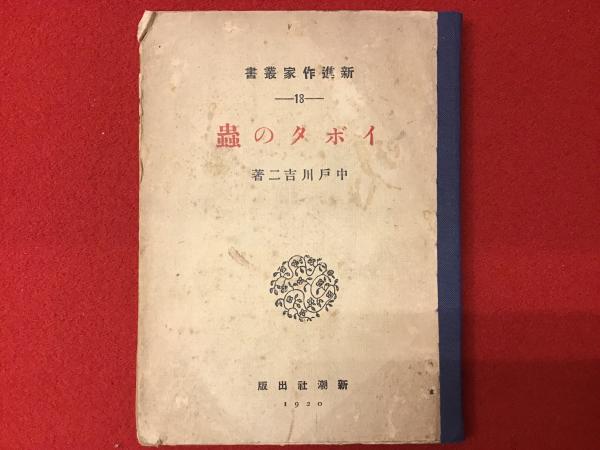 新進作家叢書
—18—
イボタの蟲
中戸川吉二著
新潮社出版
1920